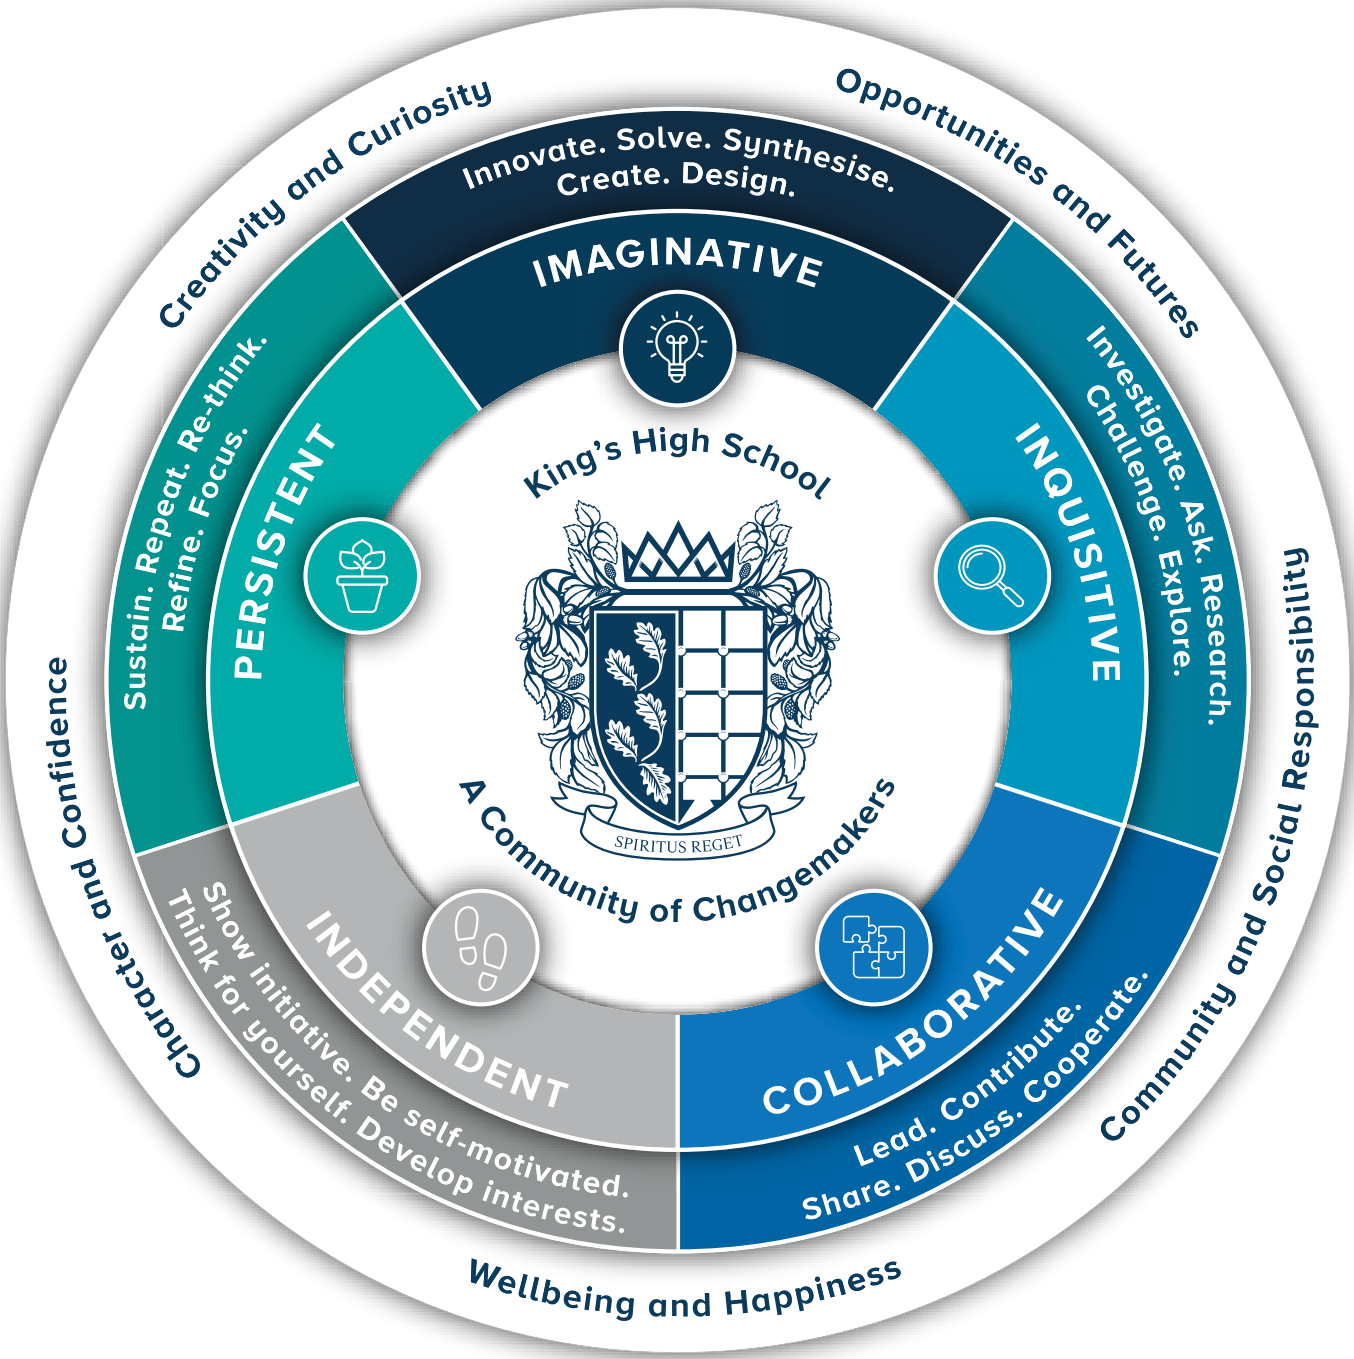 Creativity and Curiosity
Opportunities and Futures
Community and Social Responsibility
Wellbeing and Happiness
Character and Confidence
Innovate. Solve. Synthesise.
Create. Design.
IMAGINATIVE
Investigate. Ask. Research.
Challenge. Explore.
INQUISITIVE
Lead. Contribute.
Share. Discuss. Cooperate.
COLLABORATIVE
Show initiative. Be self-motivated.
Think for yourself. Develop interests.
INDEPENDENT
Sustain. Repeat. Re-think.
Refine. Focus.
PERSISTENT
King's High School
SPIRITUS REGET
A Community of Changemakers